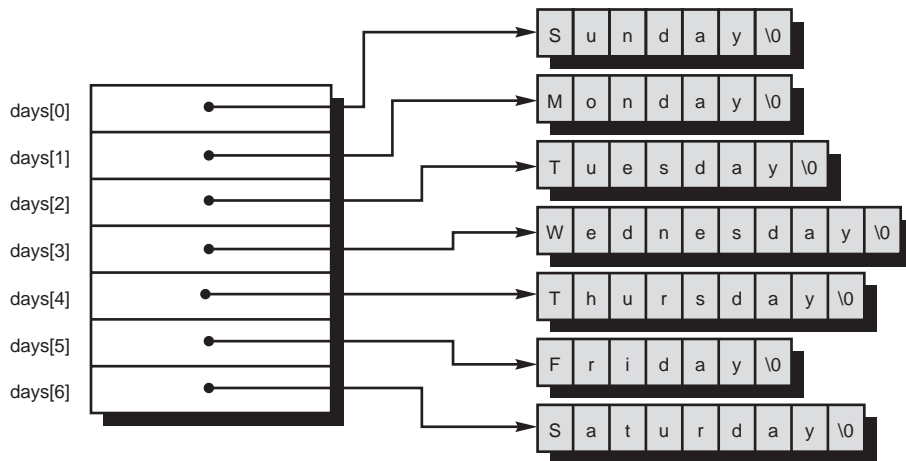 S u n d a y \0
days[0]
M o n d a y \0
days[1]
T u e s d a y \0
days[2]
W e d n e s d a y \0
days[3]
T h u r s d a y \0
days[4]
F r i d a y \0
days[5]
S a t u r d a y \0
days[6]